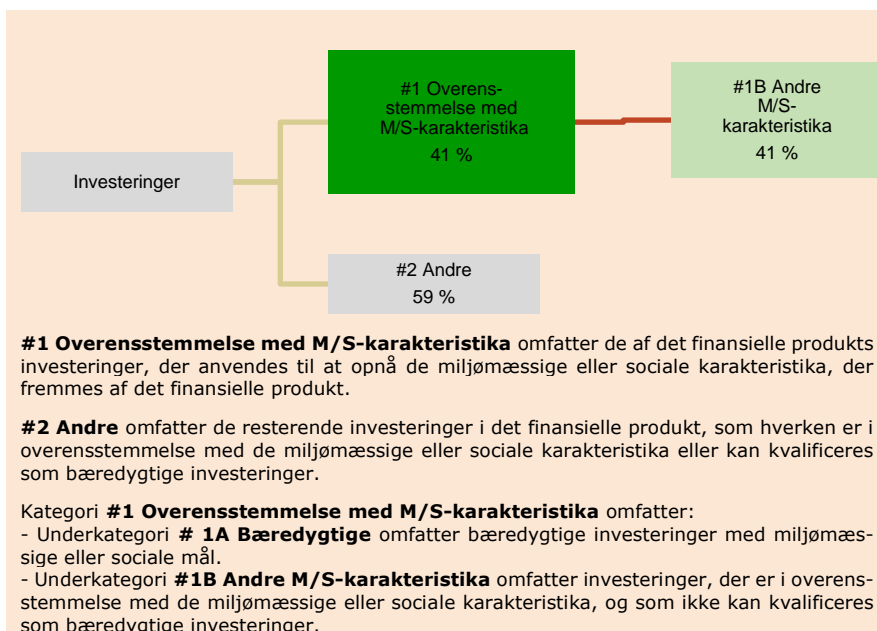 #1 Overens-
stemmelse med
M/S-karakteristika
41 %
#1B Andre
M/S-
karakteristika
41 %
Investeringer
#2 Andre
59 %
#1 Overensstemmelse med M/S-karakteristika omfatter de af det finansielle produkts
investeringer, der anvendes til at opnå de miljømæssige eller sociale karakteristika, der
fremmes af det finansielle produkt.
#2 Andre omfatter de resterende investeringer i det finansielle produkt, som hverken er i
overensstemmelse med de miljømæssige eller sociale karakteristika eller kan kvalificeres
som bæredygtige investeringer.
Kategori #1 Overensstemmelse med M/S-karakteristika omfatter:
- Underkategori # 1A Bæredygtige omfatter bæredygtige investeringer med miljømæs-
sige eller sociale mål.
- Underkategori #1B Andre M/S-karakteristika omfatter investeringer, der er i overens-
stemmelse med de miljømæssige eller sociale karakteristika, og som ikke kan kvalificeres
som bæredygtige investeringer.